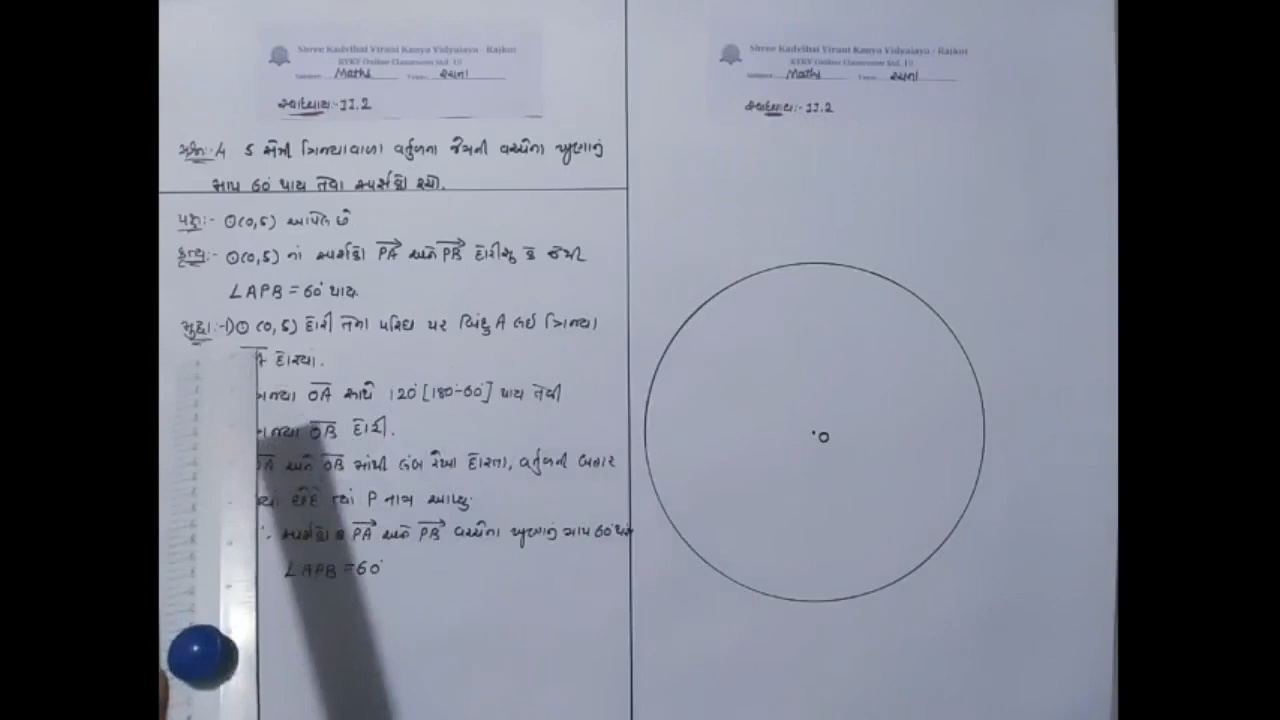 Shree Kadvibai Virani Kanya Vidyalaya - Rajkot
KVKV Online Classroom Std. 10
Subject: Maths Topic: રચના
સ્વાધ્યાય:- 11.2
પ્રશ્ન:- 4 5 સેમી ત્રિજ્યાવાળા વર્તુળના જેમની વચ્ચેના ખૂણાનું
માપ 60° થાય તેવા સ્પર્શકો રચો.
પક્ષ:- ⊙(O,5) આપેલ છે
કૃત્ય:- ⊙(O,5) નાં સ્પર્શકો PA અને PB દોરીશુ કે જેથી
∠APB = 60° થાય.
મુદ્દા:-1) ⊙ (O,5) દોરી તેના પરિઘ પર બિંદુ A લઈ ત્રિજ્યા
દોરયા.
OA સાથે 120° [180°-60°] થાય તેવી
OB દોરી.
અને OB માંથી લંબ રેખા દોરતા, વર્તુળની બહાર
છેદે ત્યાં P નામ આપ્યુ.
સ્પર્શકો PA અને PB વચ્ચેના ખૂણાનું માપ 60°
∠APB = 60°
Shree Kadvibai Virani Kanya Vidyalaya - Rajkot
KVKV Online Classroom Std. 10
Subject: Maths Topic: રચના
સ્વાધ્યાય:- 11.2
O